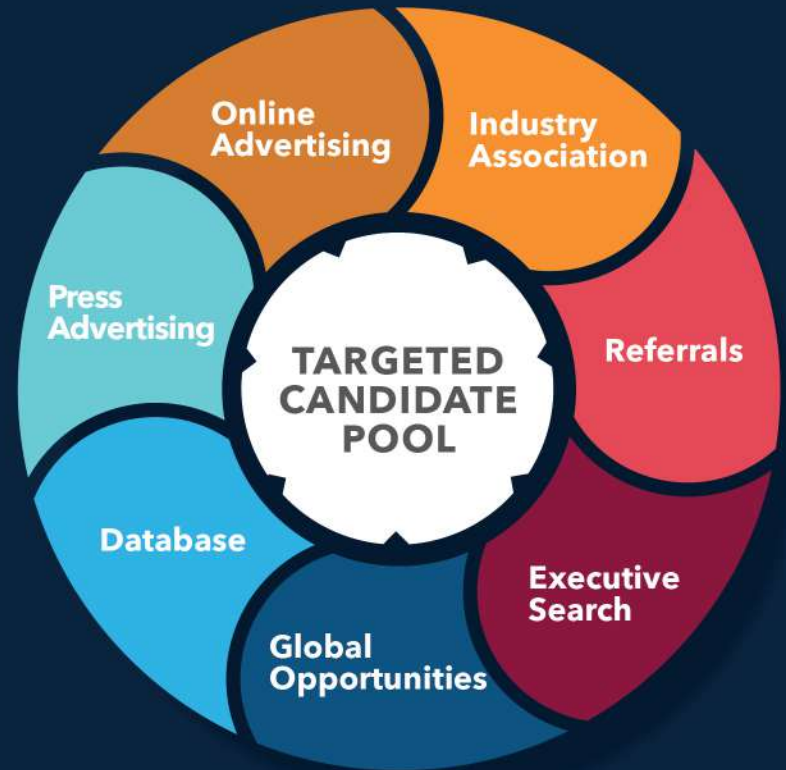 Online
Advertising
Industry
Association
Referrals
Executive
Search
Global
Opportunities
Database
Press
Advertising
TARGETED
CANDIDATE
POOL